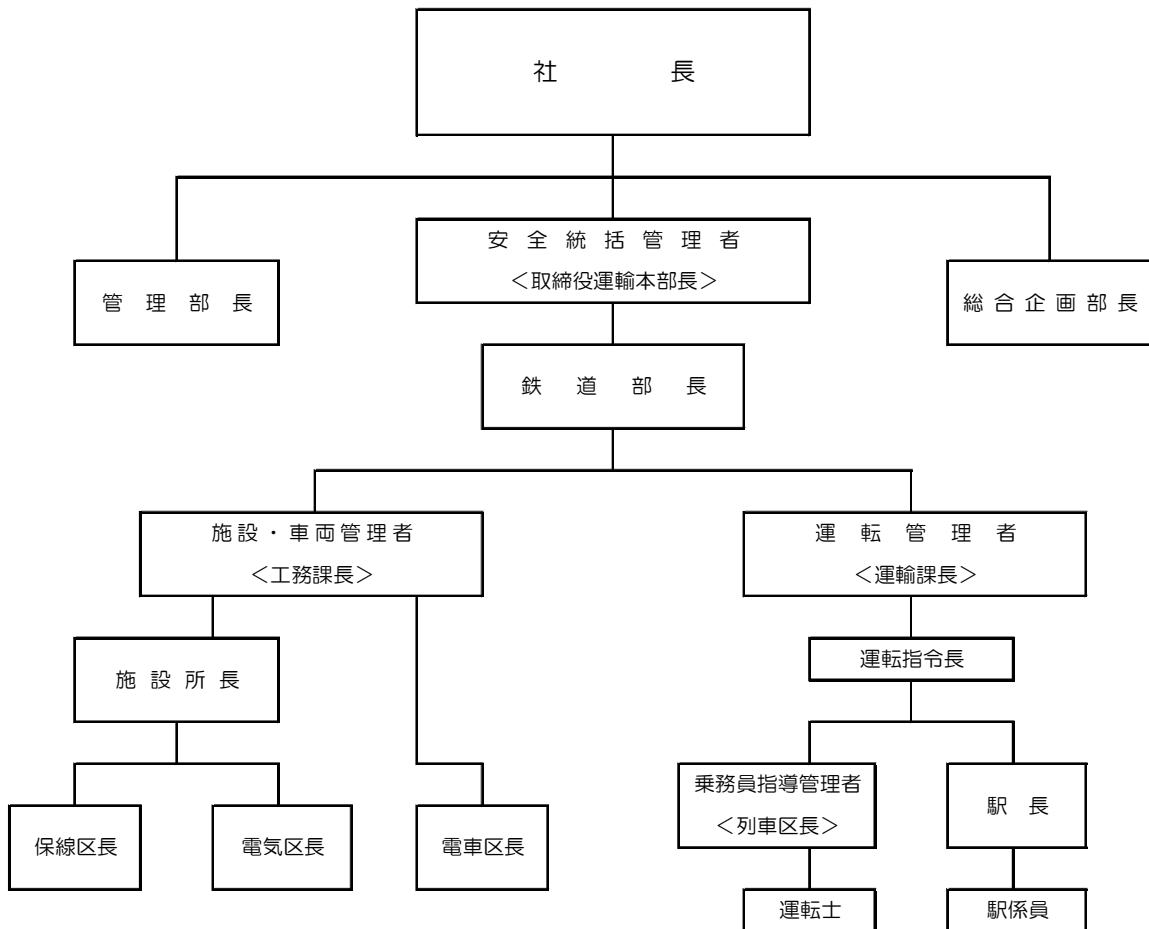 社長
安全統括管理者
＜取締役運輸本部長＞
管理部長
総合企画部長
鉄道部長
施設・車両管理者
＜工務課長＞
運転管理者
＜運輸課長＞
施設所長
運転指令長
乗務員指導管理者
＜列車区長＞
駅長
保線区長
電気区長
電車区長
運転士
駅係員